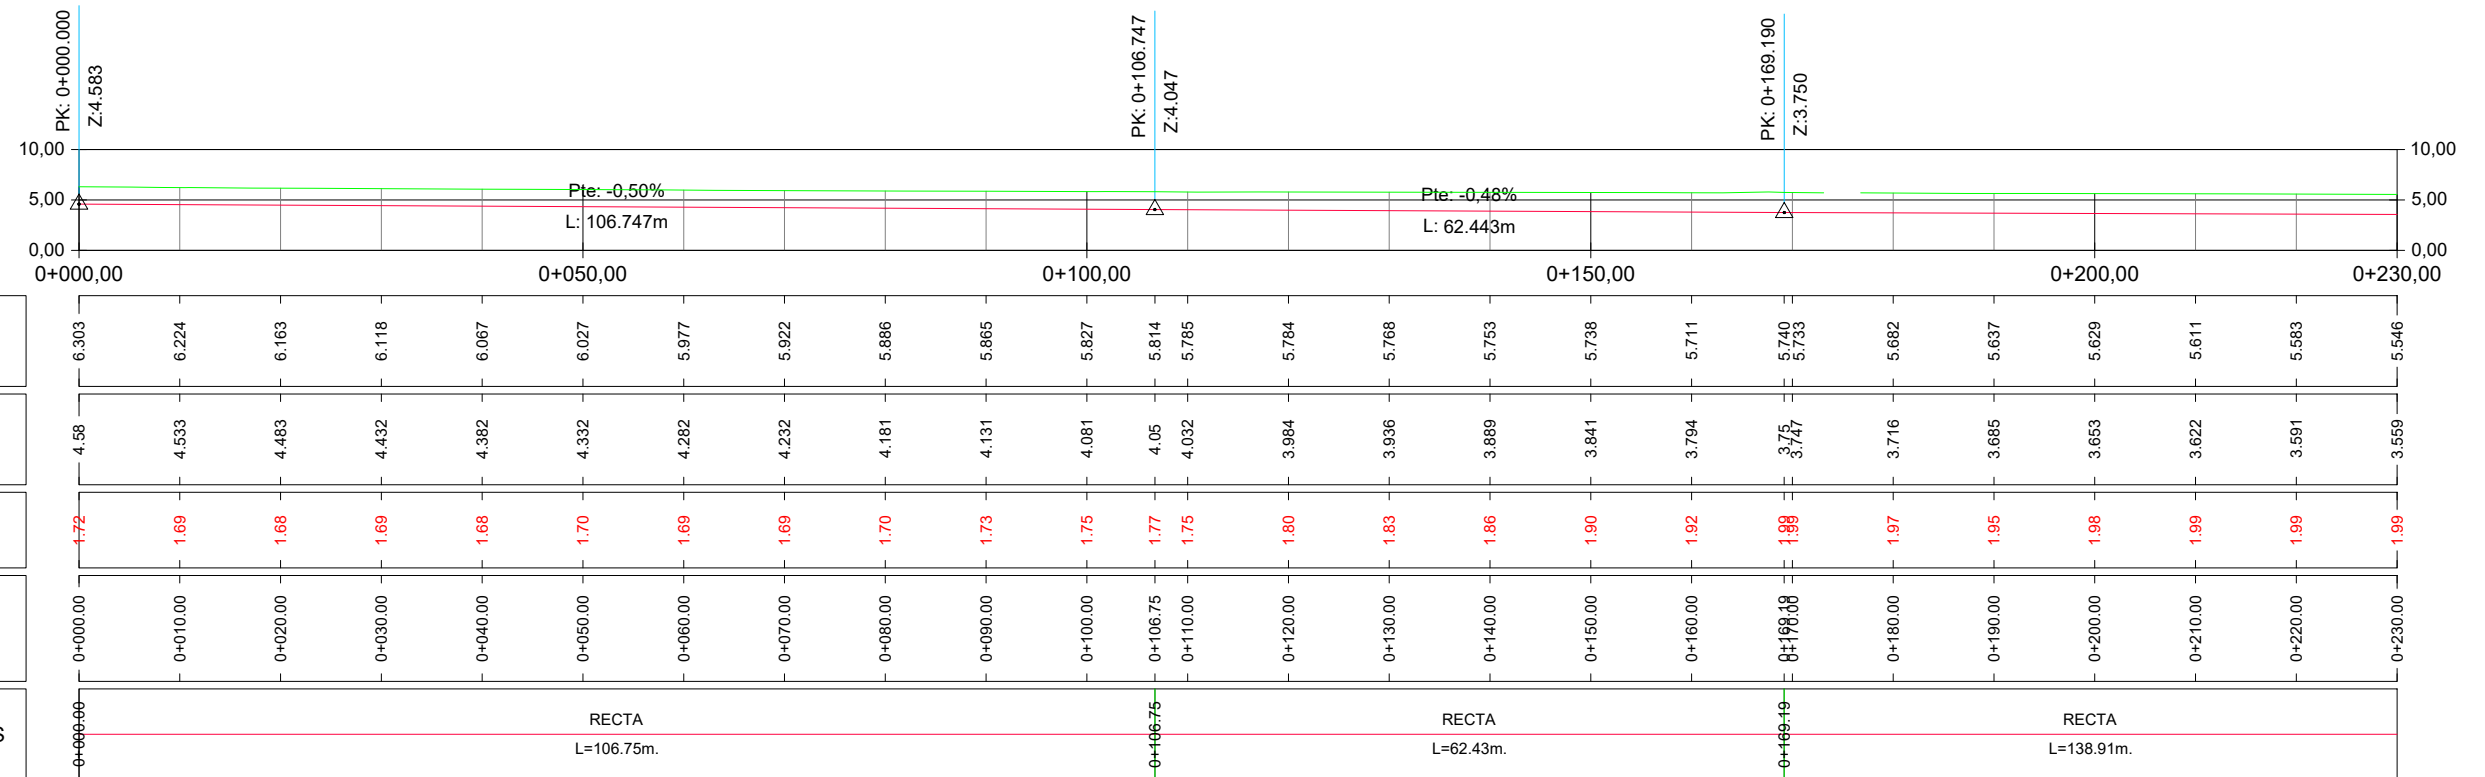 PK: 0+000.000
Z:4.583
PK: 0+106.747
Z:4.047
PK: 0+169.190
Z:3.750
10,00 10,00
Pte: -0,50% Pte: -0,48%
5,00 5,00
L: 106.747m L: 62.443m
0,00 0,00
0+000,00 0+050,00 0+100,00 0+150,00 0+200,00 0+230,00
6.303 6.224 6.163 6.118 6.067 6.027 5.977 5.922 5.886 5.865 5.827 5.814 5.785 5.784 5.768 5.753 5.738 5.711 5.740 5.733 5.682 5.637 5.629 5.611 5.583 5.546
4.58 4.533 4.483 4.432 4.382 4.332 4.282 4.232 4.181 4.131 4.081 4.05 4.032 3.984 3.936 3.889 3.841 3.794 3.75 3.747 3.716 3.685 3.653 3.622 3.591 3.559
1.72 1.69 1.68 1.69 1.68 1.70 1.69 1.69 1.70 1.73 1.75 1.77 1.75 1.80 1.83 1.86 1.90 1.92 1.99 1.99 1.97 1.95 1.98 1.99 1.99 1.99
0+000.00 0+010.00 0+020.00 0+030.00 0+040.00 0+050.00 0+060.00 0+070.00 0+080.00 0+090.00 0+100.00 0+106.75 0+110.00 0+120.00 0+130.00 0+140.00 0+150.00 0+160.00 0+169.19 0+170.00 0+180.00 0+190.00 0+200.00 0+210.00 0+220.00 0+230.00
0+000.00 0+106.75 0+169.19
RECTA RECTA RECTA
L=106.75m. L=62.43m. L=138.91m.